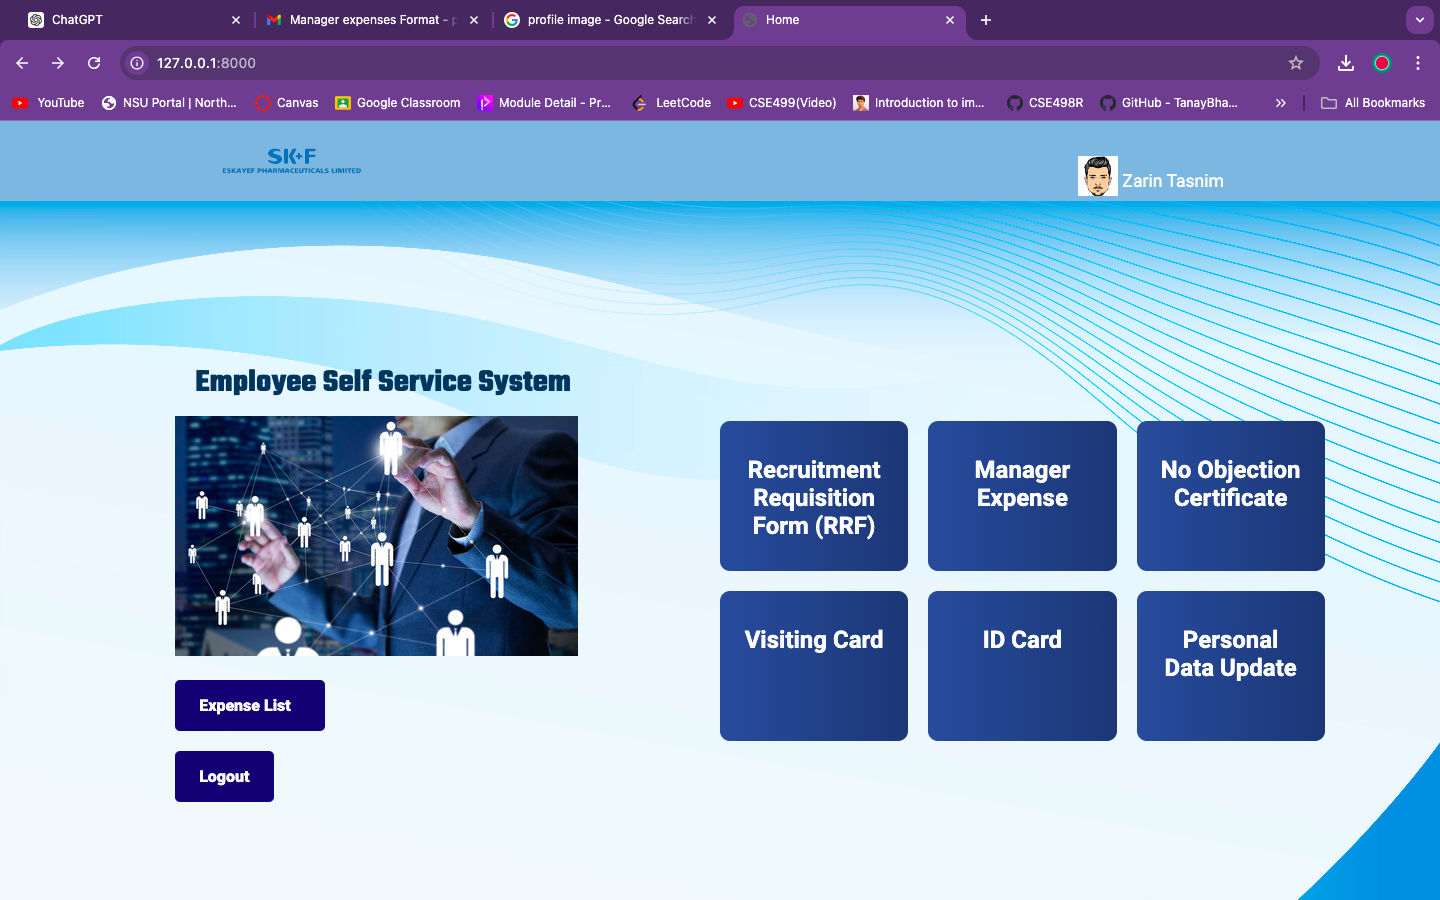 ChatGPT
Manager expenses Format -
profile image - Google Search
Home
127.0.0.1:8000
YouTube
NSU Portal | North...
Canvas
Google Classroom
Module Detail - Pr...
LeetCode
CSE499(Video)
Introduction to im...
CSE498R
GitHub - TanayBha...
All Bookmarks
SK+F
ESKAYEF PHARMACEUTICALS LIMITED
Zarin Tasnim
Employee Self Service System
Recruitment
Requisition
Form (RRF)
Manager
Expense
No Objection
Certificate
Visiting Card
ID Card
Personal
Data Update
Expense List
Logout